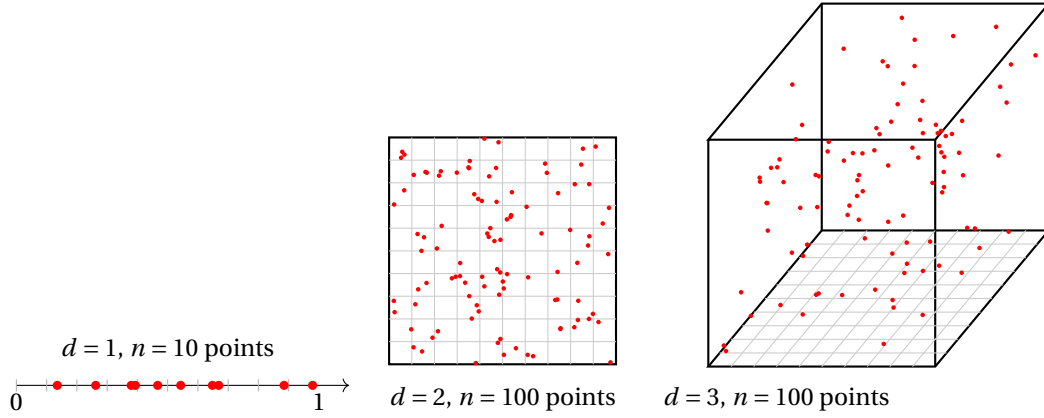 d = 1, n = 10 points
0 1
d = 2, n = 100 points
d = 3, n = 100 points